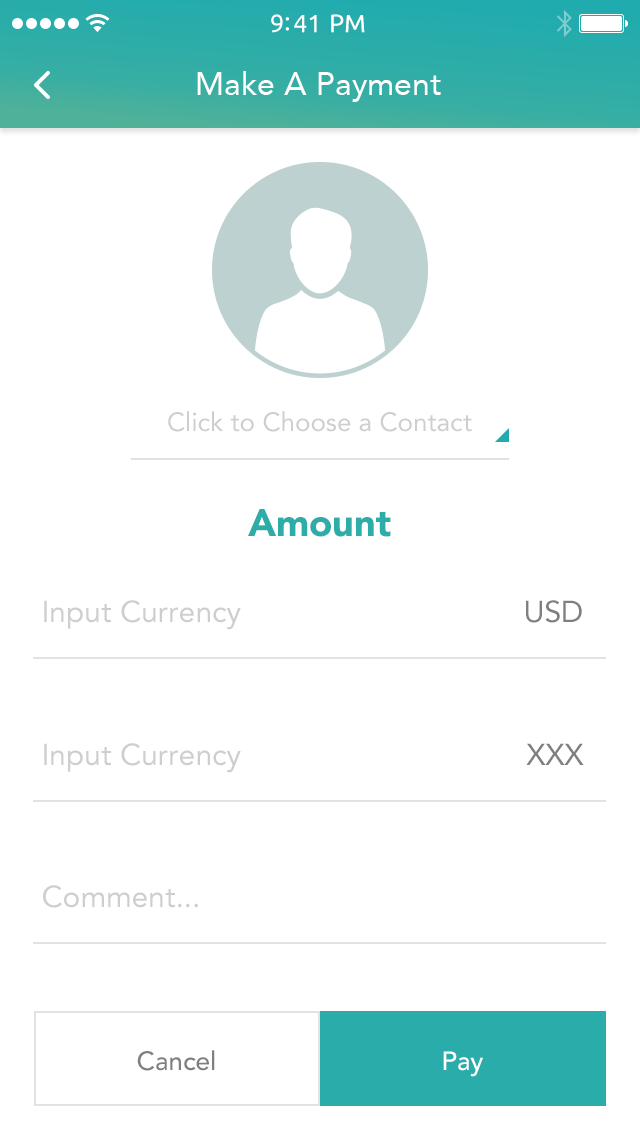 9:41 PM
Make A Payment
Click to Choose a Contact
Amount
Input Currency USD
Input Currency XXX
Comment...
Cancel Pay